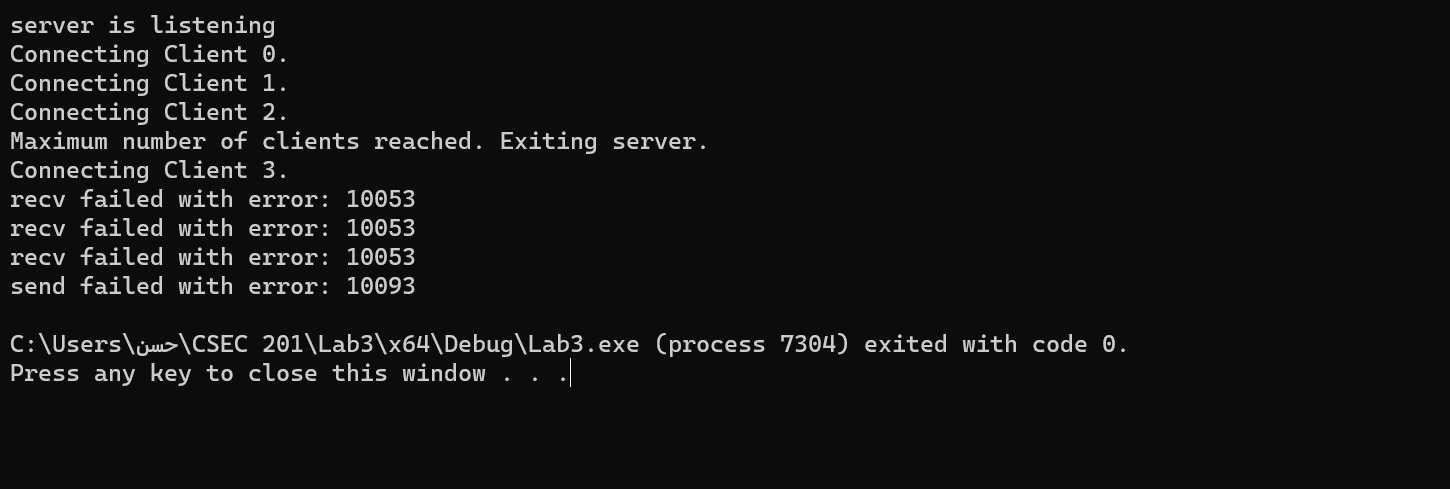 server is listening
Connecting Client 0.
Connecting Client 1.
Connecting Client 2.
Maximum number of clients reached. Exiting server.
Connecting Client 3.
recv failed with error: 10053
recv failed with error: 10053
recv failed with error: 10053
send failed with error: 10093
C:\Users\حسن\CSEC 201\Lab3\x64\Debug\Lab3.exe (process 7304) exited with code 0.
Press any key to close this window . . .